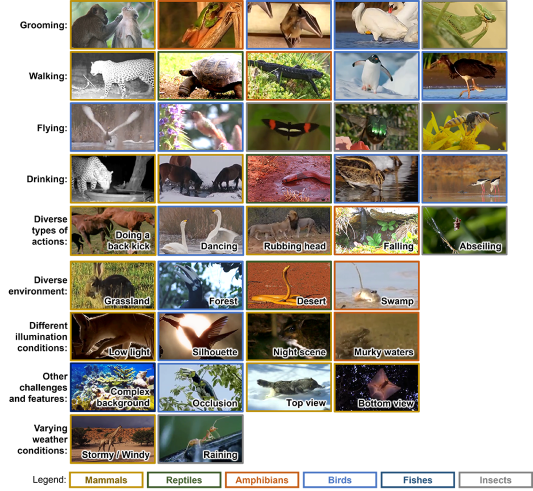 Grooming:
Walking:
Flying:
Drinking:
Diverse
types of
actions:
Doing a
back kick
Dancing
Rubbing head
Falling
Abseiling
Diverse
environment:
Grassland
Forest
Desert
Swamp
Different
illumination
conditions:
Low light
Silhouette
Night scene
Murky waters
Other
challenges
and features:
Complex
background
Occlusion
Top view
Bottom view
Varying
weather
conditions:
Stormy / Windy
Raining
Legend:
Mammals
Reptiles
Amphibians
Birds
Fishes
Insects